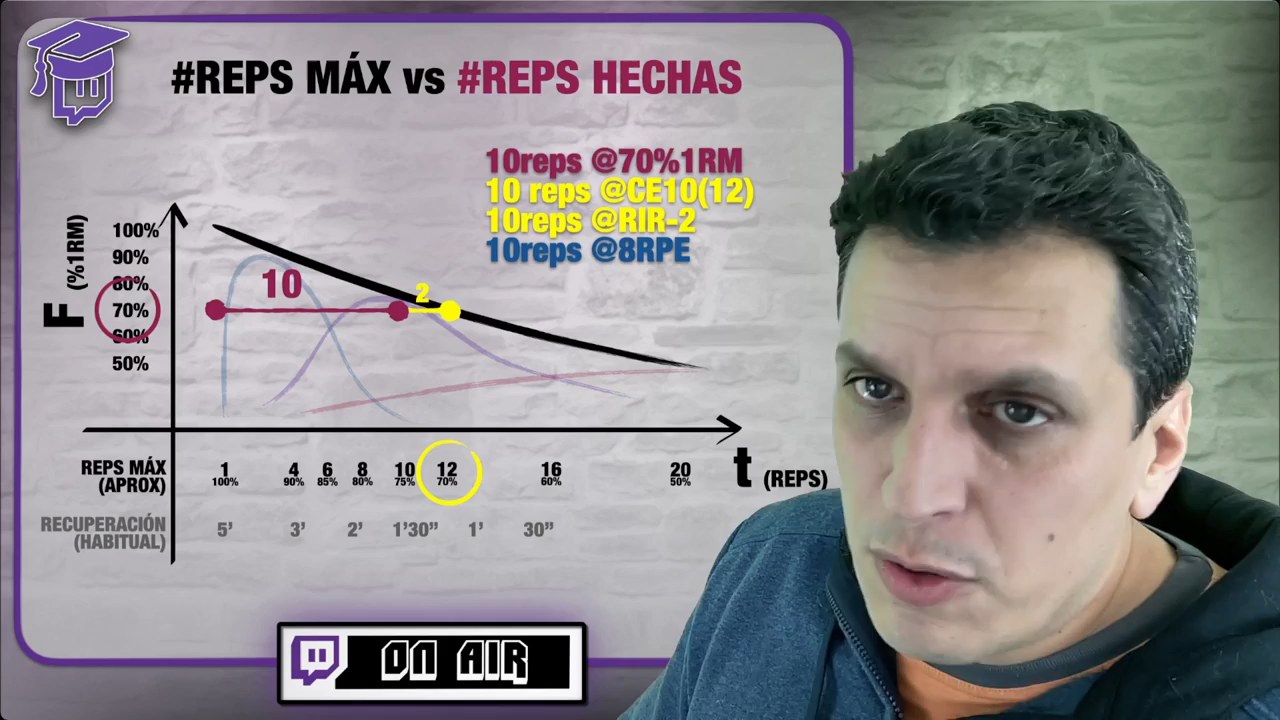 #REPS MÁX vs #REPS HECHAS
10reps @70%1RM
10 reps @CE10(12)
10reps @RIR-2
10reps @8RPE
F (%1RM)
100%
90%
80%
70%
60%
50%
10
2
REPS MÁX
(APROX)
1 4 6 8 10 12 16 20
100% 90% 85% 80% 75% 70% 60% 50%
t (REPS)
RECUPERACIÓN
(HABITUAL)
5’ 3’ 2’ 1’30” 1’ 30”
ON AIR